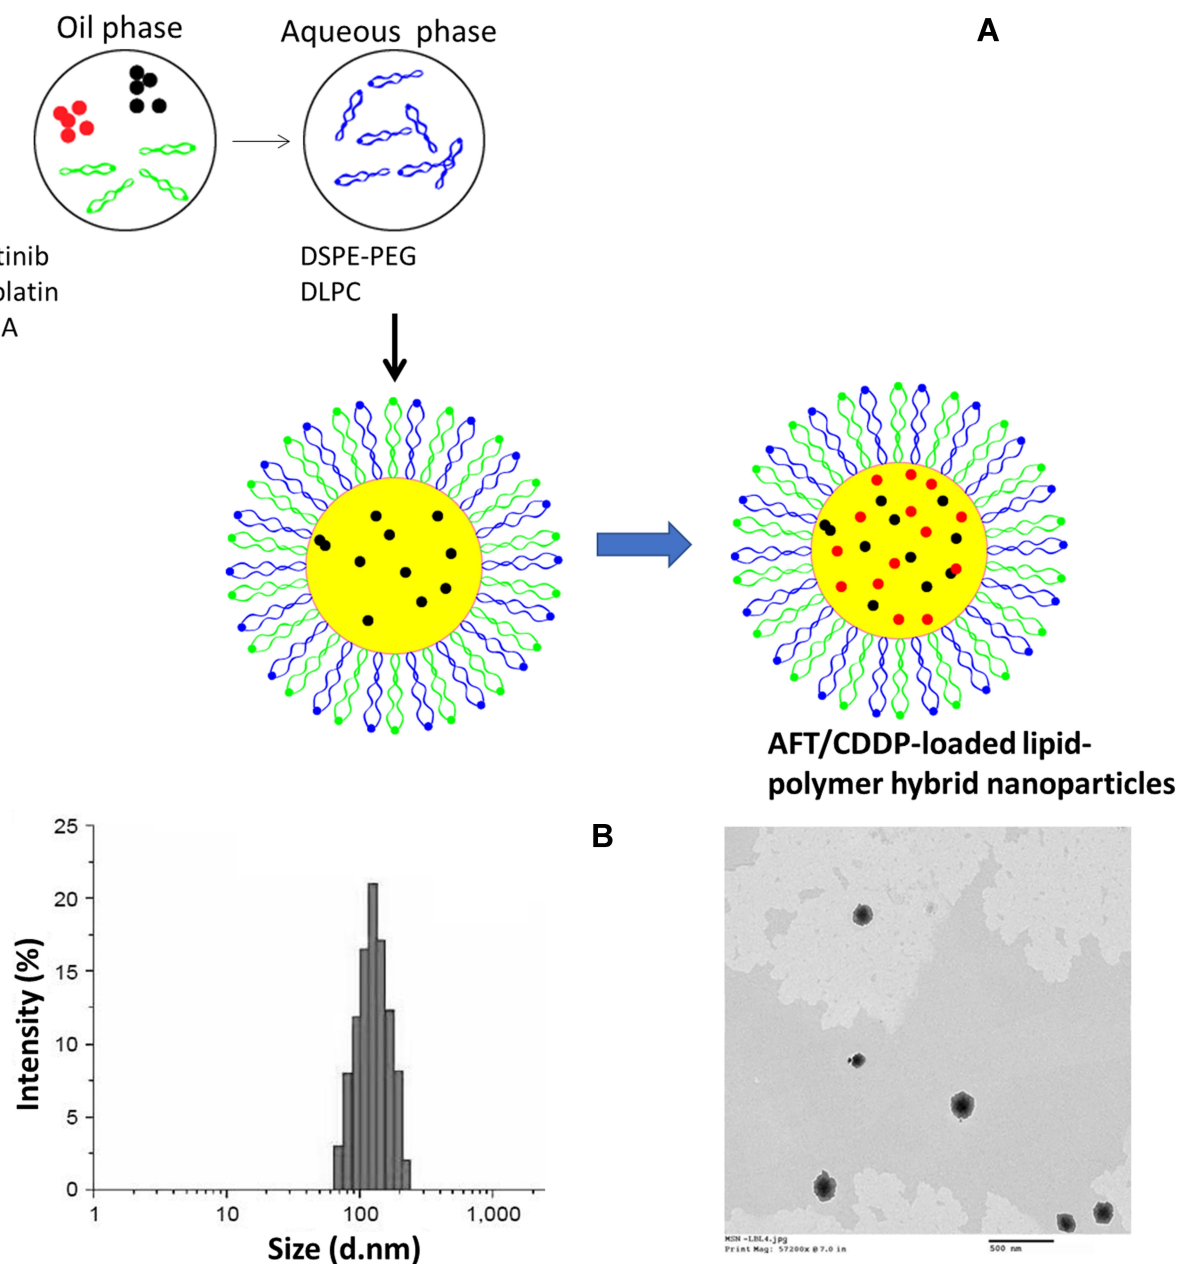 Oil phase
Aqueous phase
A
tinib
platin
A
DSPE-PEG
DLPC
AFT/CDDP-loaded lipid-
polymer hybrid nanoparticles
B
25
20
15
10
5
0
Intensity (%)
1
10
100
1,000
Size (d.nm)
MSN -LBL4.jpg
Print Mag: 57200x @ 7.0 in
500 nm